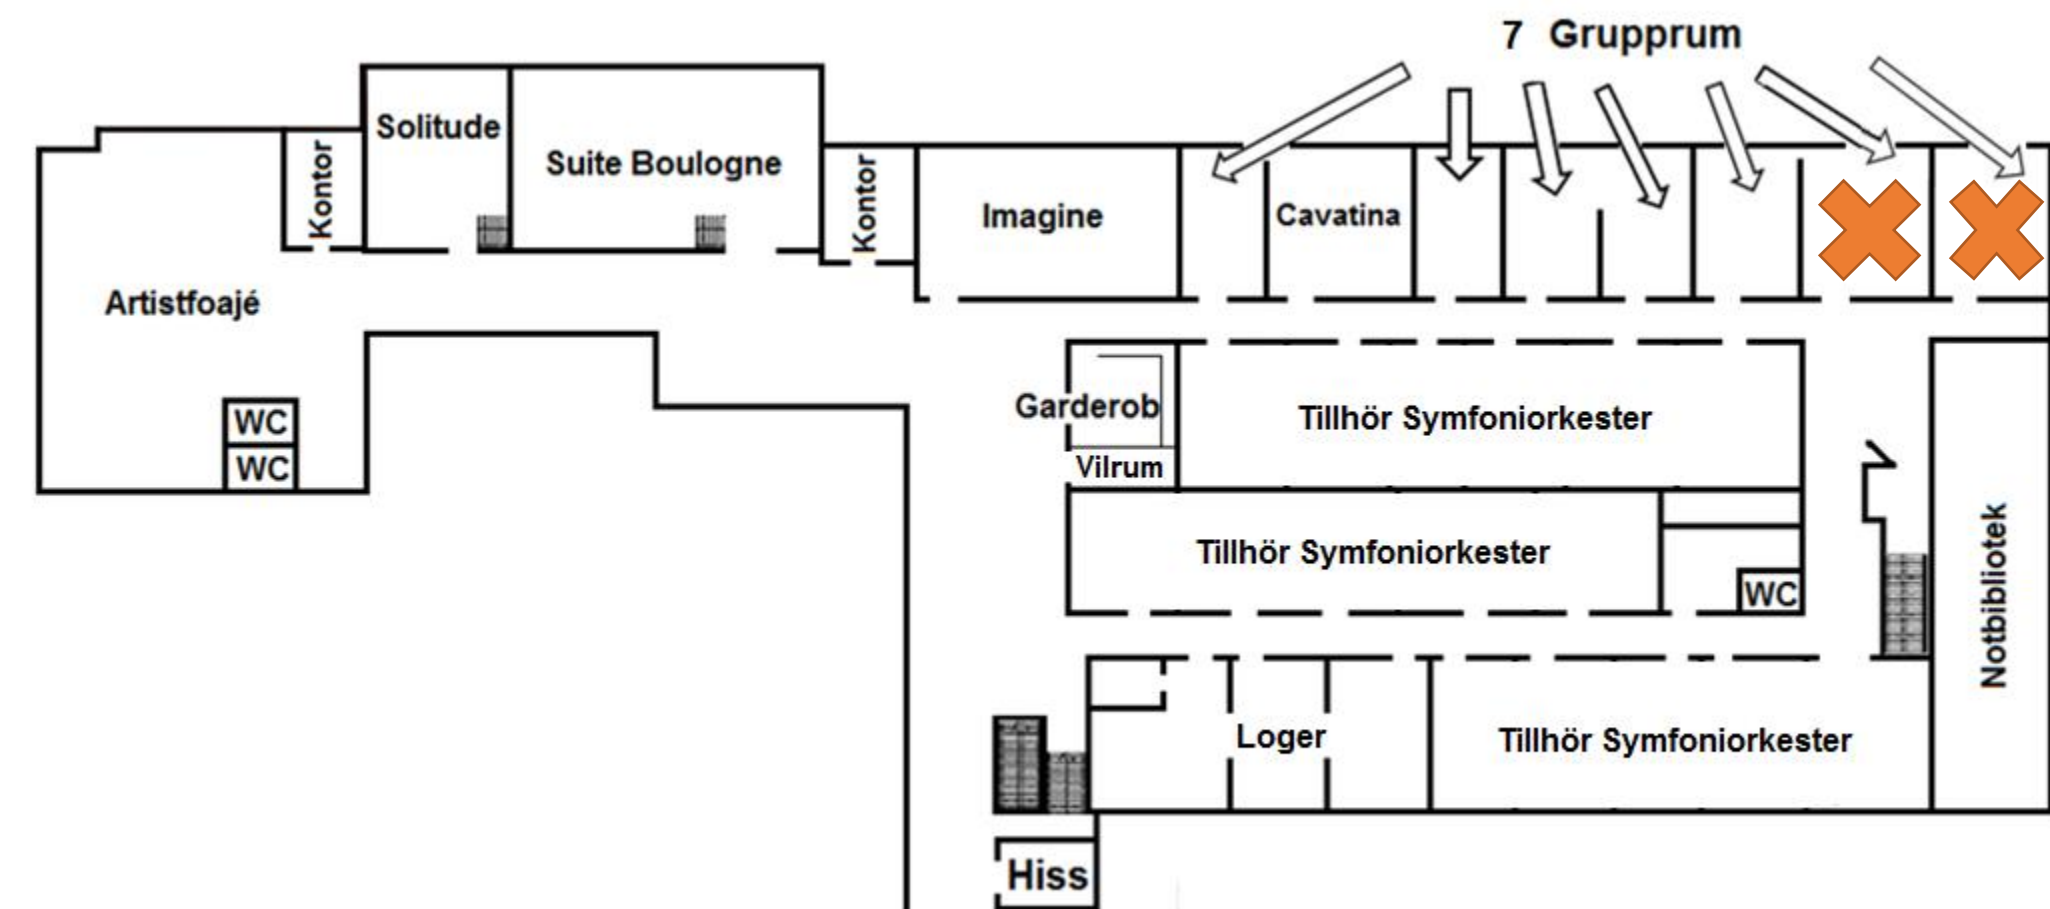 7 Grupprum
Solitude
Suite Boulogne
Kontor
Kontor
Imagine
Cavatina
Artistfoajé
WC
WC
Garderob
Vilrum
Tillhör Symfoniorkester
Tillhör Symfoniorkester
WC
Notbibliotek
Loger
Tillhör Symfoniorkester
Hiss